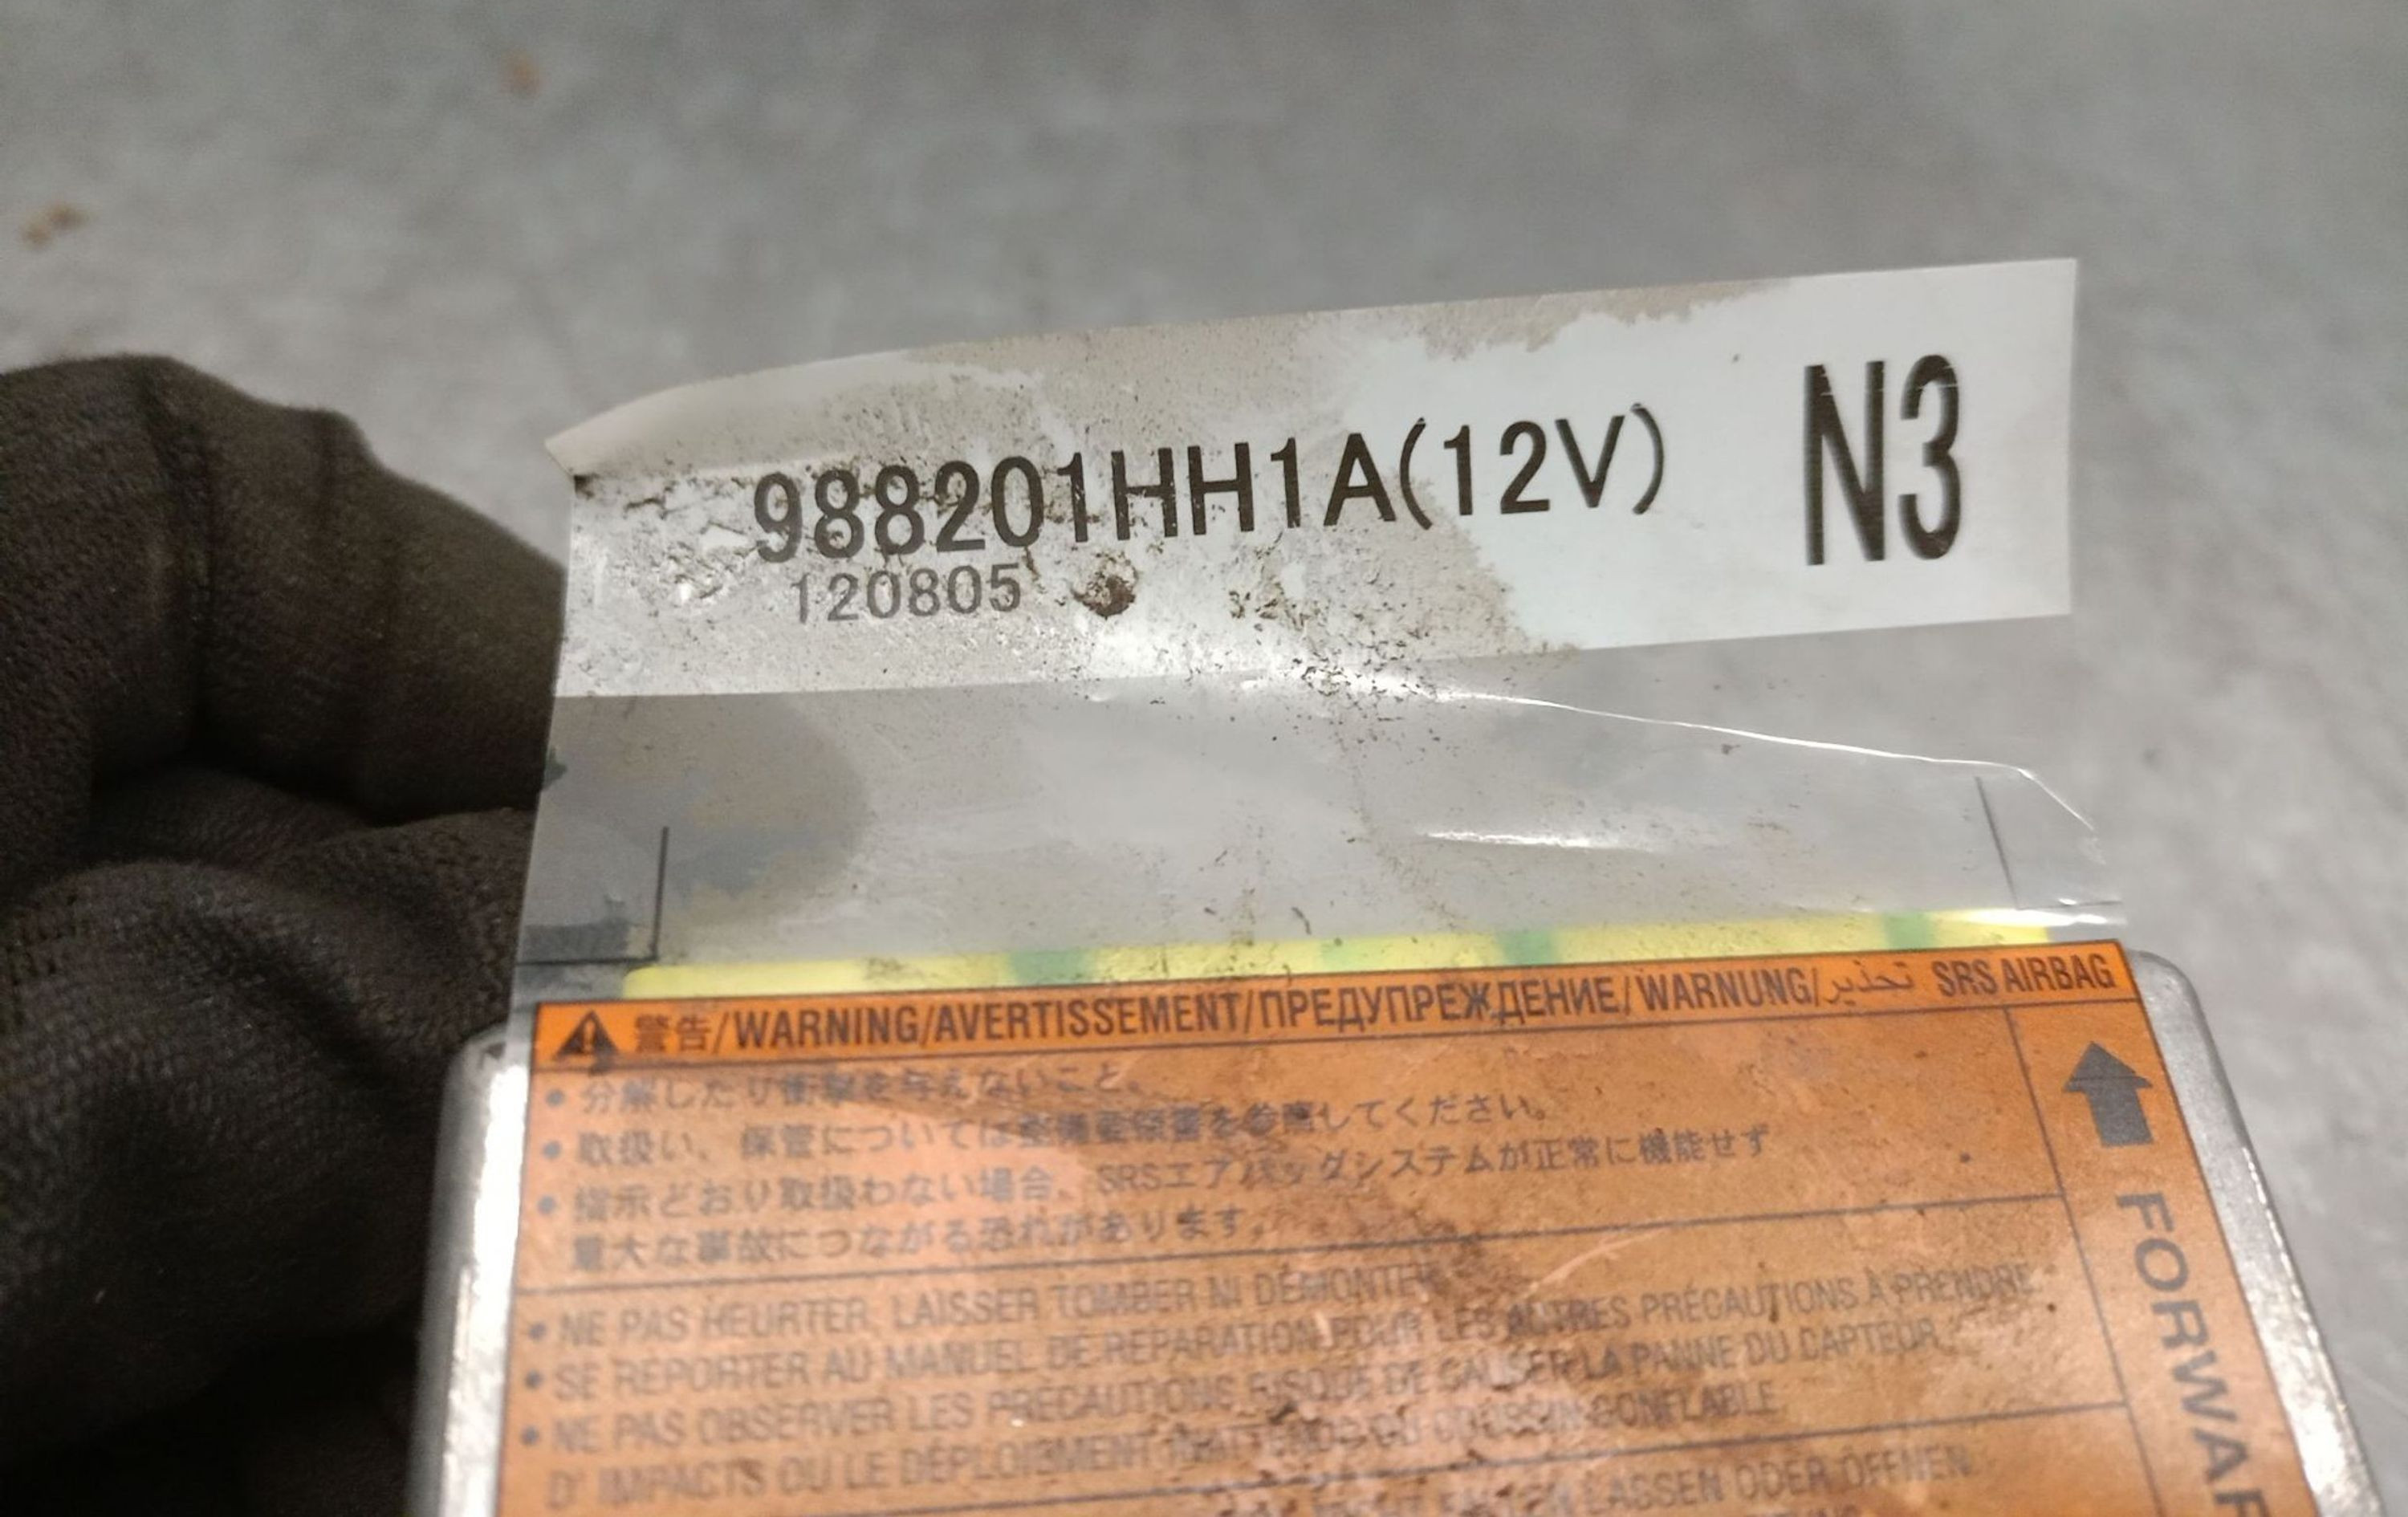 988201HH1A(12V) N3
120805
警告/WARNING/AVERTISSEMENT/ПРЕДУПРЕЖДЕНИЕ/WARNUNG/تحذير SRS AIRBAG
• 分解したり衝撃を与えないこと。
• 取扱い、保管については整備要領書を参照してください。
• 指示どおり取扱わない場合、SRSエアバッグシステムが正常に機能せず
重大な事故につながる恐れがあります。
FORWAR
• NE PAS HEURTER, LAISSER TOMBER NI DÉMONTER
• SE REPORTER AU MANUEL DE REPARATION POUR LES AUTRES PRÉCAUTIONS À PRENDRE
• NE PAS OBSERVER LES PRÉCAUTIONS RISQUE DE CAUSER LA PANNE DU CAPTEUR
D' IMPACTS OU LE DÉPLOIEMENT INATTENDU DU COUSSIN GONFLABLE
LASSEN ODER ÖFFNEN